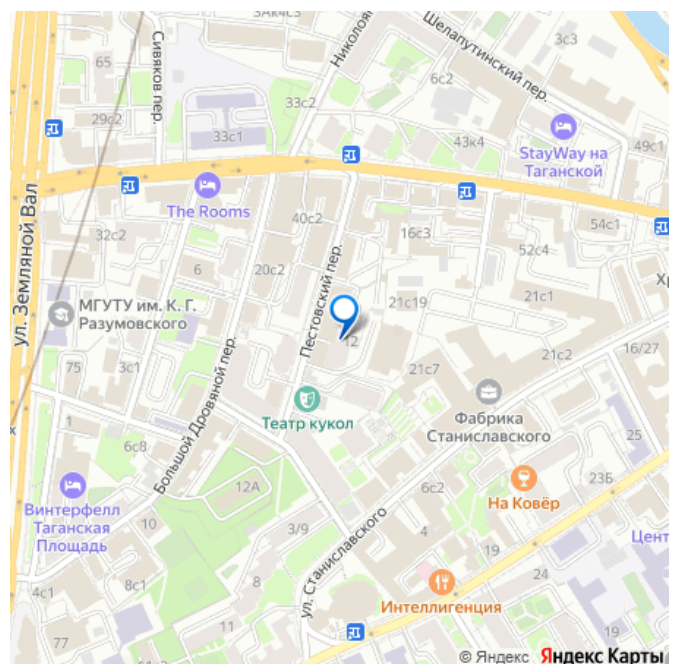 3Ак4с3
Шелапутинский пер.
3с3
Сивяков пер.
65
6с2
33с2
29с2
33с1
43к4
49с1
StayWay на
Таганской
The Rooms
ул. Земляной Вал
32с2
40с2
Пестовский пер.
16с3
54с1
52с4
6
20с2
21с19
21с1
МГУТУ им. К. Г.
Разумовского
12
75
3с1
21с7
21с2
16/27
Театр кукол
Фабрика
Станиславского
1
6с8
Большой Дровяной пер.
25
Винтерфелл
Таганская
Площадь
12А
6с2
На Ковёр
23Б
10
3/9
4
19
ул. Станиславского
4с1
8с1
8
24
Интеллигенция
77
11
© Яндекс Яндекс Карты